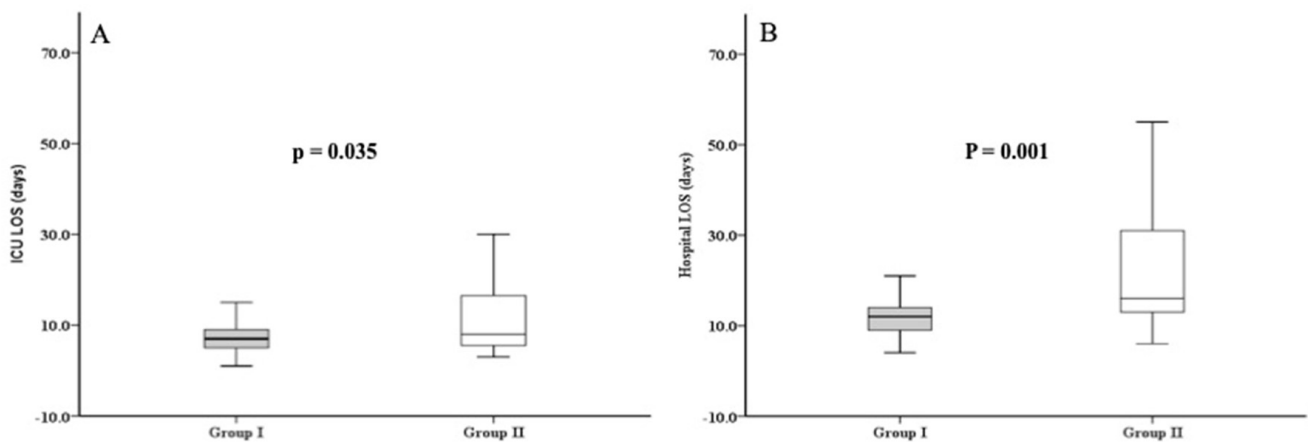 A
70.0
50.0
30.0
10.0
-10.0
ICU LOS (days)
p = 0.035
Group I
Group II
B
70.0
50.0
30.0
10.0
-10.0
Hospital LOS (days)
P = 0.001
Group I
Group II